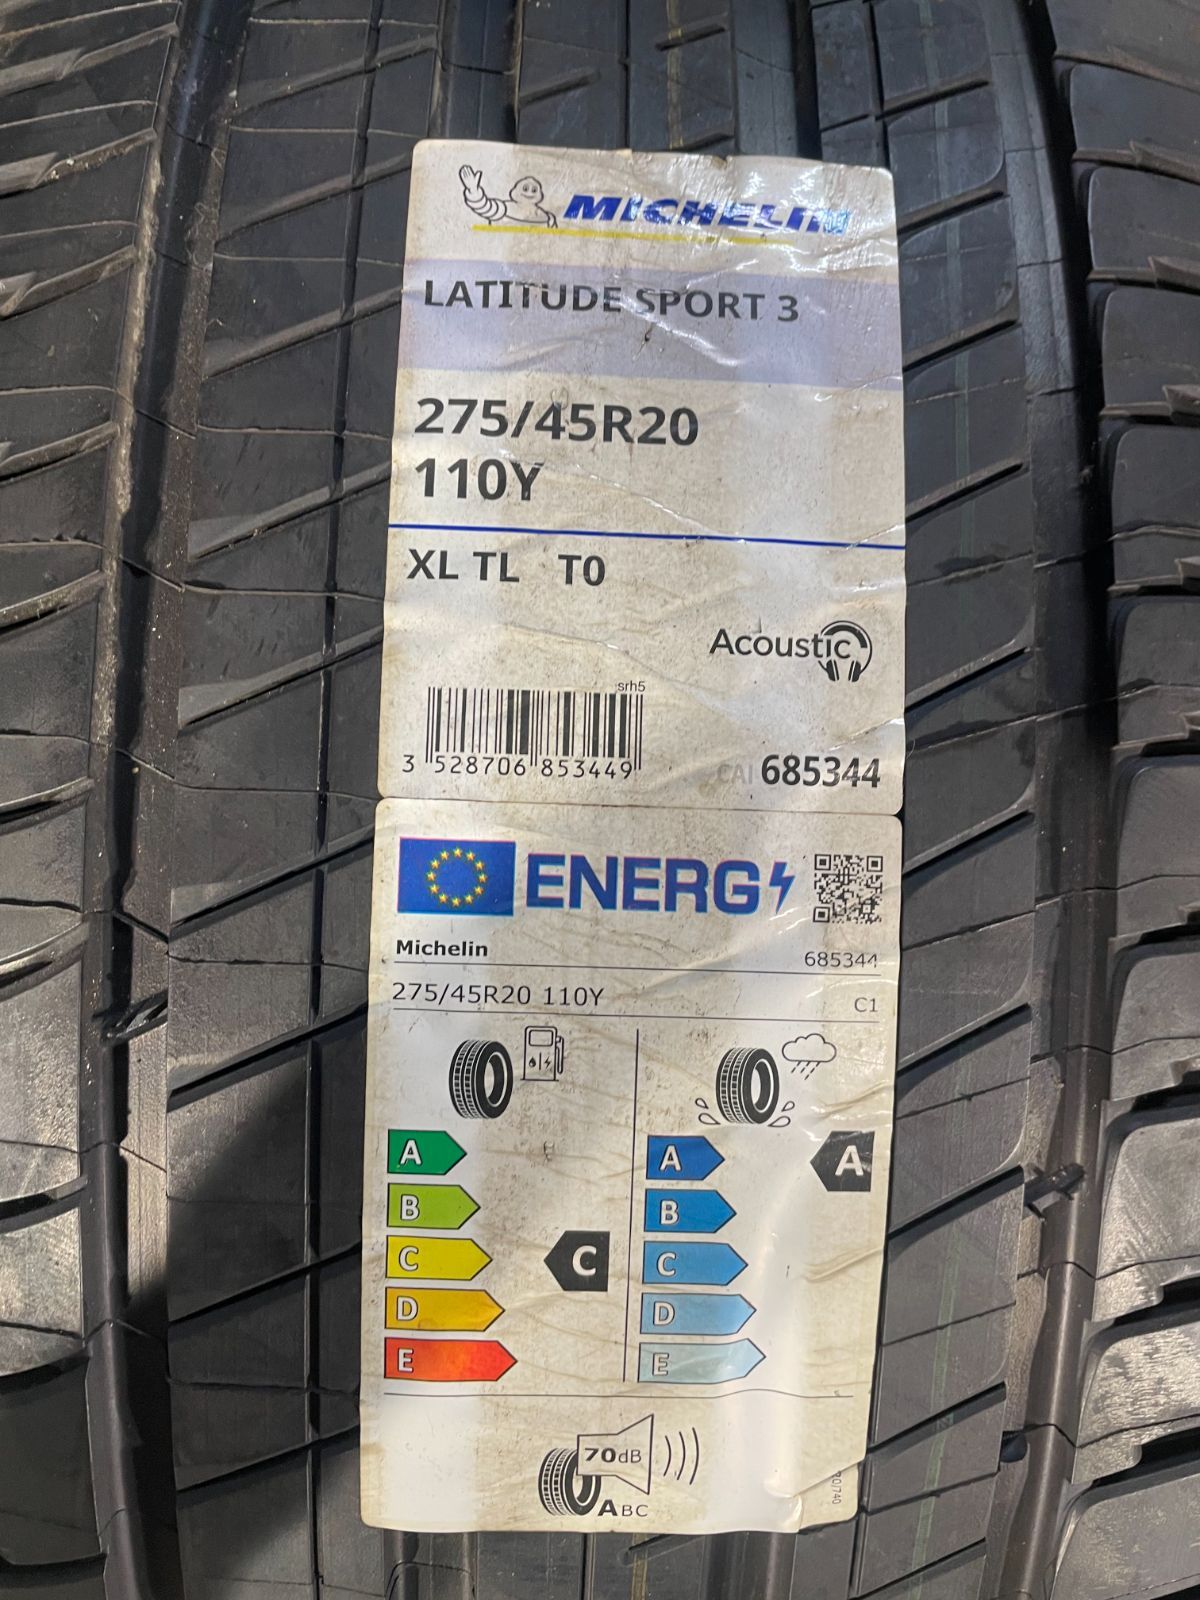 MICHELIN
LATITUDE SPORT 3
275/45R20
110Y
XL TL T0
Acoustic
srh5
3 528706 853449
CAI 685344
ENERG
Michelin 685344
275/45R20 110Y C1
A A A
B B
C C C
D D
E E
70dB
ABC